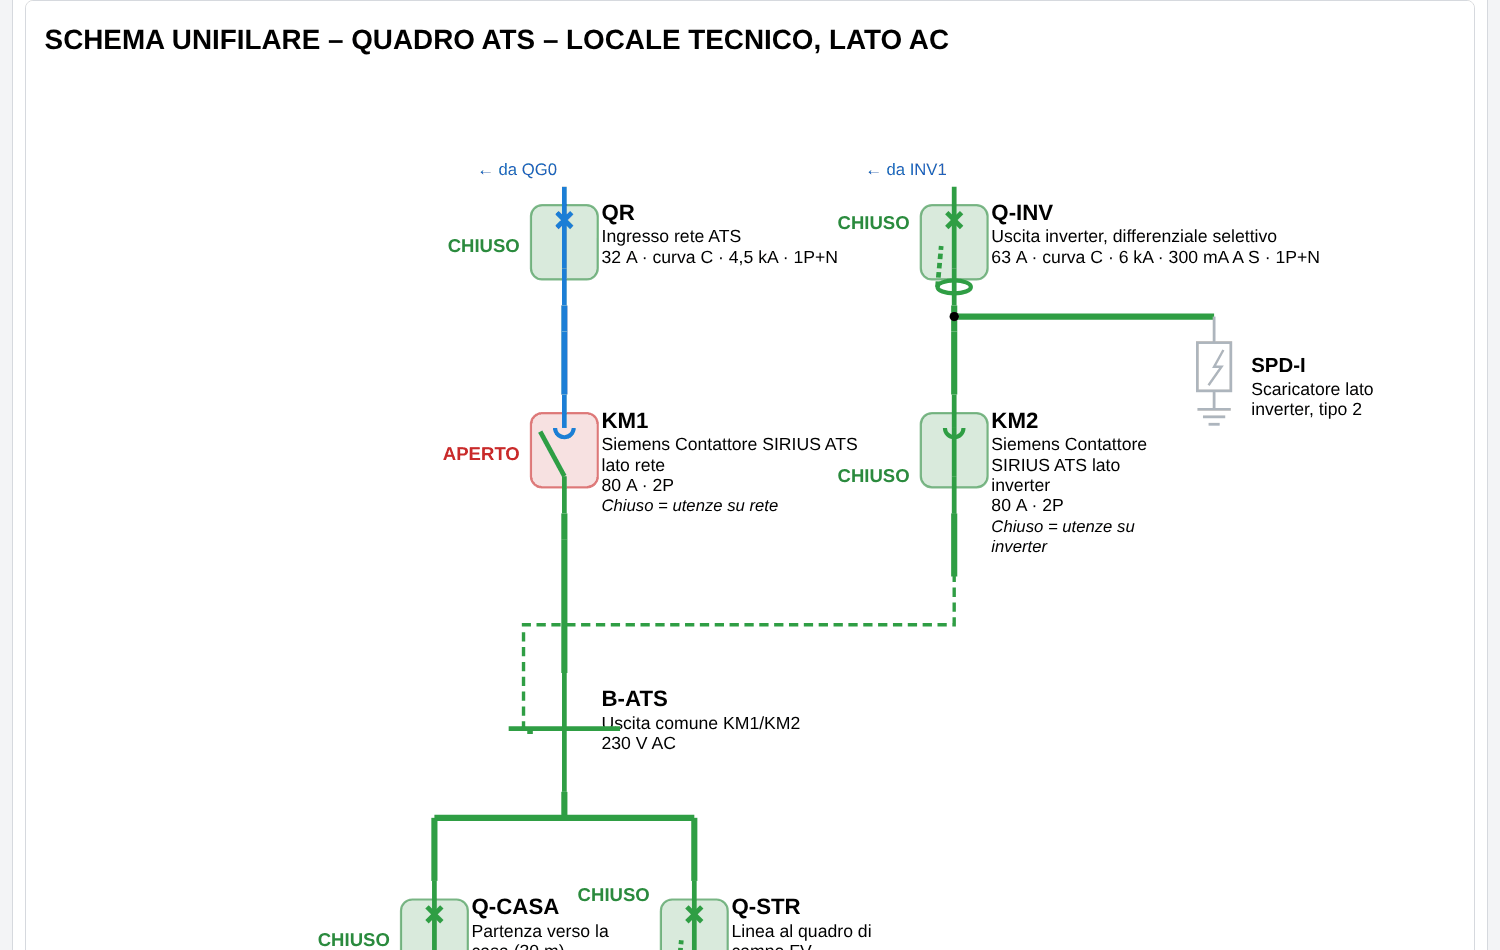 SCHEMA UNIFILARE – QUADRO ATS – LOCALE TECNICO, LATO AC
← da QG0
← da INV1
QR
Ingresso rete ATS
32 A · curva C · 4,5 kA · 1P+N
CHIUSO
CHIUSO
Q-INV
Uscita inverter, differenziale selettivo
63 A · curva C · 6 kA · 300 mA A S · 1P+N
SPD-I
Scaricatore lato
inverter, tipo 2
APERTO
KM1
Siemens Contattore SIRIUS ATS
lato rete
80 A · 2P
Chiuso = utenze su rete
CHIUSO
KM2
Siemens Contattore
SIRIUS ATS lato
inverter
80 A · 2P
Chiuso = utenze su
inverter
B-ATS
Uscita comune KM1/KM2
230 V AC
CHIUSO
Q-CASA
Partenza verso la
casa (30 m)
CHIUSO
Q-STR
Linea al quadro di
campo FV